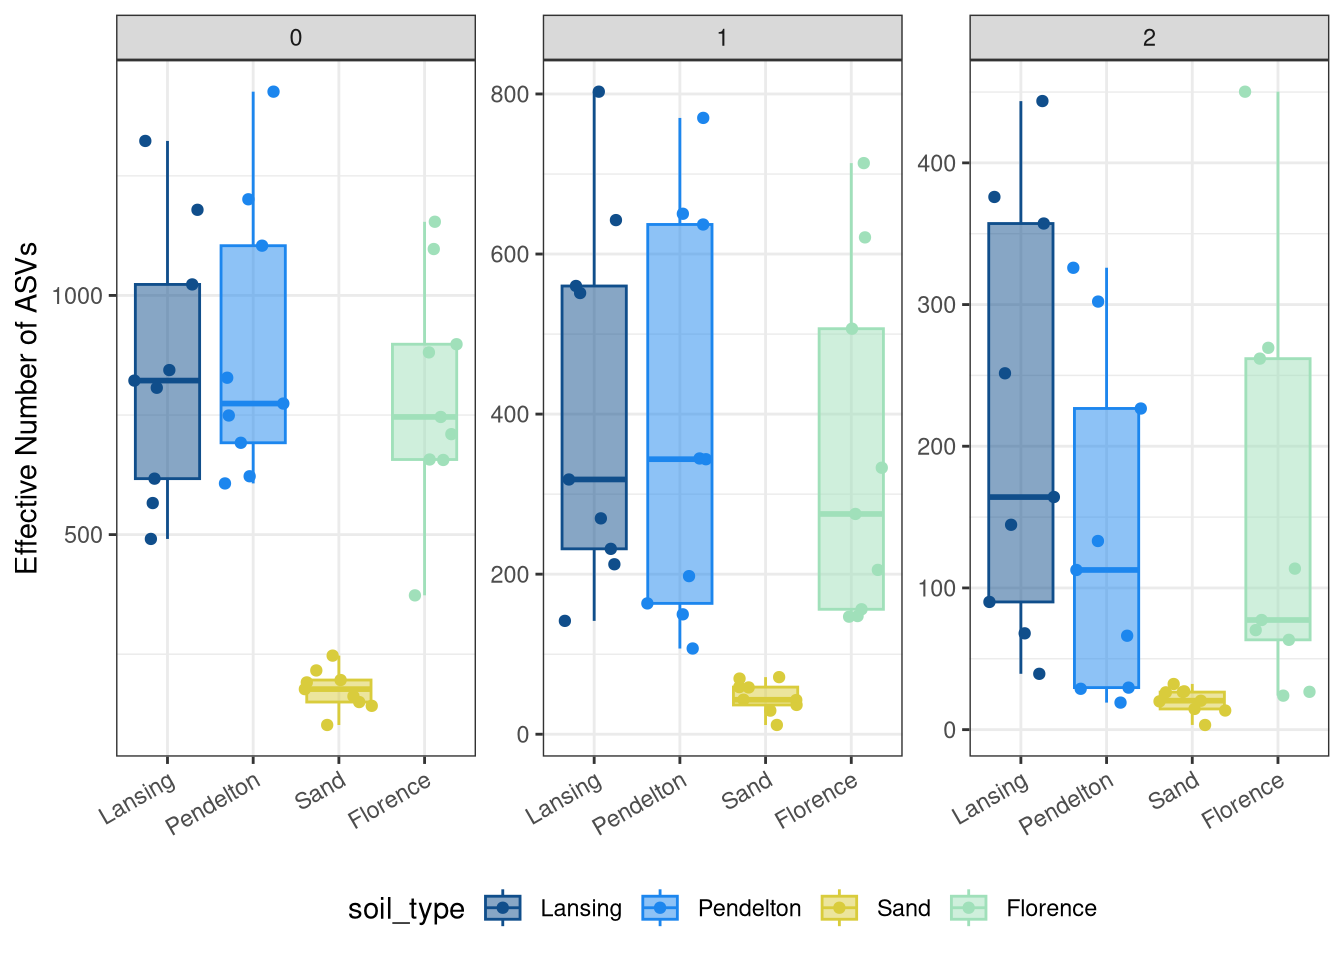 0
1
2
Effective Number of ASVs
1000
500
800
600
400
200
0
400
300
200
100
0
Lansing
Pendelton
Sand
Florence
Lansing
Pendelton
Sand
Florence
Lansing
Pendelton
Sand
Florence
soil_type Lansing Pendelton Sand Florence